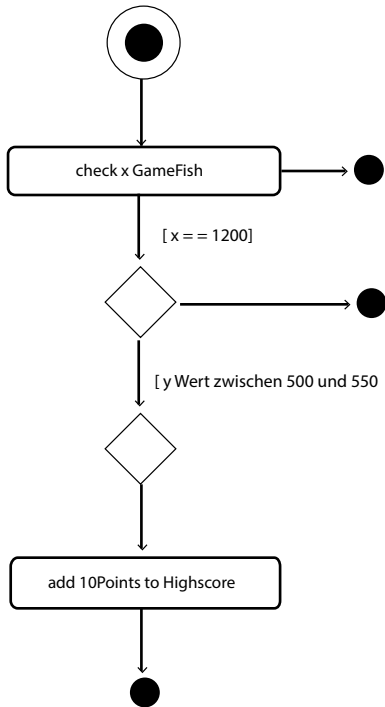 check x GameFish
[ x = = 1200]
[ y Wert zwischen 500 und 550
add 10Points to Highscore